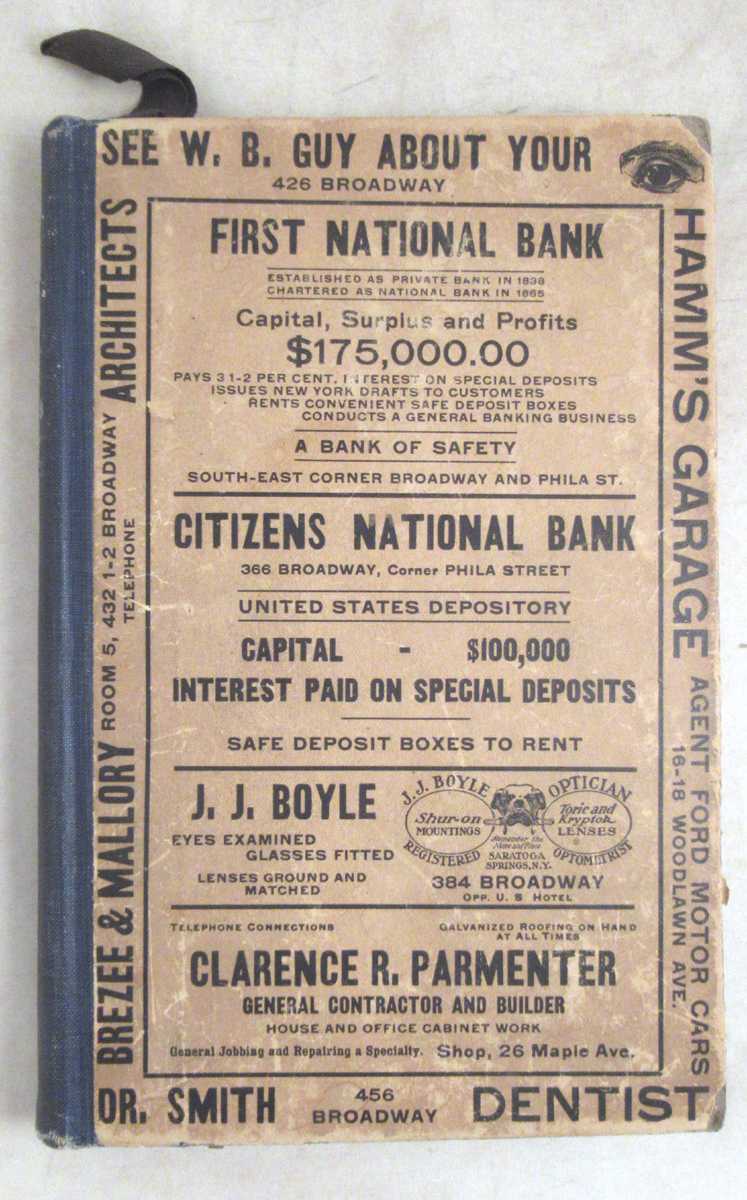 SEE W. B. GUY ABOUT YOUR
426 BROADWAY
FIRST NATIONAL BANK
ESTABLISHED AS PRIVATE BANK IN 1838
CHARTERED AS NATIONAL BANK IN 1865
Capital, Surplus and Profits
$175,000.00
PAYS 3 1-2 PER CENT. INTEREST ON SPECIAL DEPOSITS
ISSUES NEW YORK DRAFTS TO CUSTOMERS
RENTS CONVENIENT SAFE DEPOSIT BOXES
CONDUCTS A GENERAL BANKING BUSINESS
A BANK OF SAFETY
SOUTH-EAST CORNER BROADWAY AND PHILA ST.
CITIZENS NATIONAL BANK
366 BROADWAY, Corner PHILA STREET
UNITED STATES DEPOSITORY
CAPITAL - $100,000
INTEREST PAID ON SPECIAL DEPOSITS
SAFE DEPOSIT BOXES TO RENT
J. J. BOYLE
EYES EXAMINED
GLASSES FITTED
LENSES GROUND AND
MATCHED
J. J. BOYLE OPTICIAN
Shur-on
MOUNTINGS
Toric and
Kryptok
LENSES
Remember the
Name and Place
REGISTERED OPTOMETRIST
SARATOGA
SPRINGS, N.Y.
384 BROADWAY
OPP. U. S HOTEL
TELEPHONE CONNECTIONS
GALVANIZED ROOFING ON HAND
AT ALL TIMES
CLARENCE R. PARMENTER
GENERAL CONTRACTOR AND BUILDER
HOUSE AND OFFICE CABINET WORK
General Jobbing and Repairing a Specialty. Shop, 26 Maple Ave.
BREZEE & MALLORY ROOM 5, 432 1-2 BROADWAY ARCHITECTS
TELEPHONE
HAMM'S GARAGE AGENT FORD MOTOR CARS
16-18 WOODLAWN AVE.
DR. SMITH 456 BROADWAY DENTIST